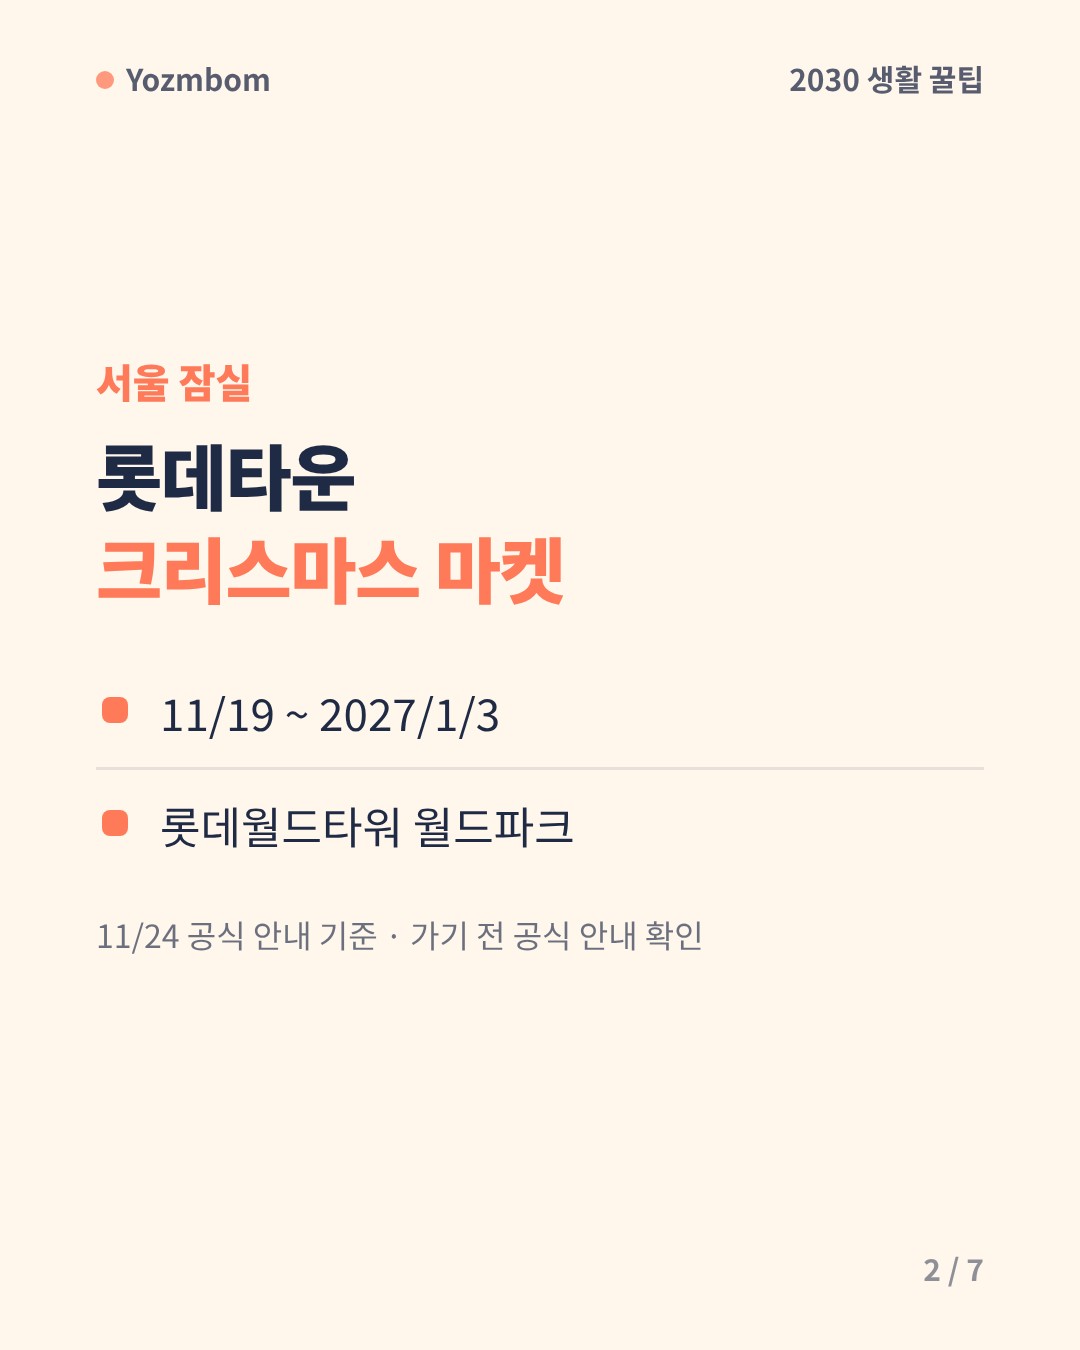 Yozmbom
2030 생활 꿀팁
서울 잠실
롯데타운
크리스마스 마켓
11/19 ~ 2027/1/3
롯데월드타워 월드파크
11/24 공식 안내 기준 · 가기 전 공식 안내 확인
2 / 7